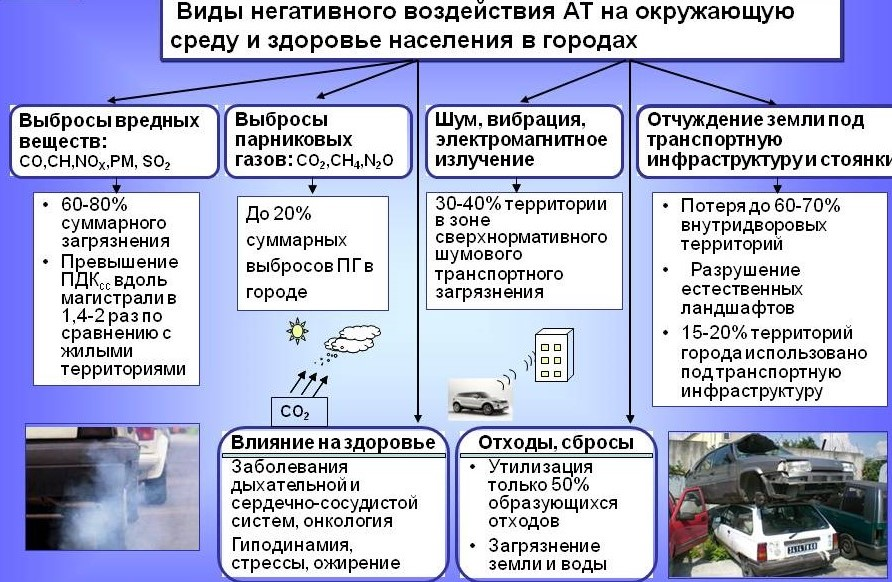 Виды негативного воздействия АТ на окружающую
среду и здоровье населения в городах
Выбросы вредных
веществ:
CO,CH,NOX,PM, SO2
Выбросы
парниковых
газов: CO2,CH4,N2O
Шум, вибрация,
электромагнитное
излучение
Отчуждение земли под
транспортную
инфраструктуру и стоянки
• 60-80%
суммарного
загрязнения
• Превышение
ПДКсс вдоль
магистрали в
1,4-2 раз по
сравнению с
жилыми
территориями
До 20%
суммарных
выбросов ПГ в
городе
30-40% территории
в зоне
сверхнормативного
шумового
транспортного
загрязнения
• Потеря до 60-70%
внутридворовых
территорий
• Разрушение
естественных
ландшафтов
• 15-20% территорий
города использовано
под транспортную
инфраструктуру
CO2
Влияние на здоровье
Заболевания
дыхательной и
сердечно-сосудистой
систем, онкология
Гиподинамия,
стрессы, ожирение
Отходы, сбросы
• Утилизация
только 50%
образующихся
отходов
• Загрязнение
земли и воды